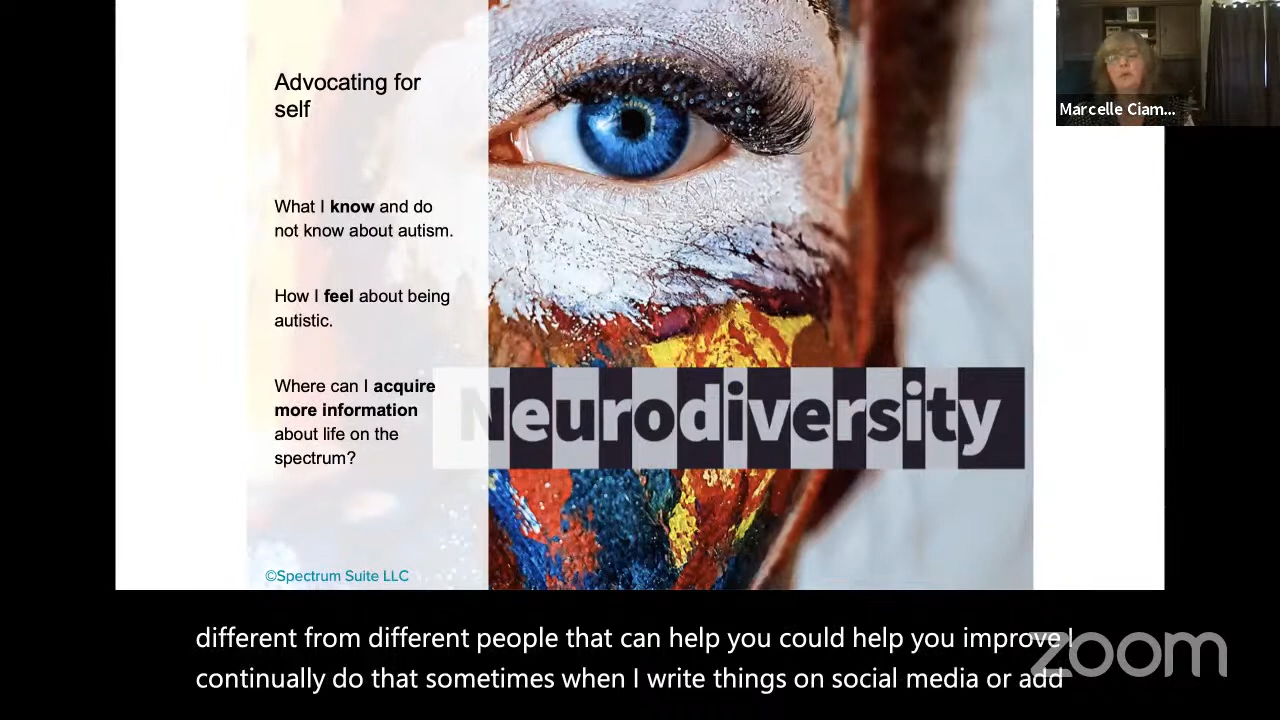 Advocating for
self
What I know and do
not know about autism.
How I feel about being
autistic.
Where can I acquire
more information
about life on the
spectrum?
Neurodiversity
©Spectrum Suite LLC
Marcelle Ciam...
different from different people that can help you could help you improve I
continually do that sometimes when I write things on social media or add
zoom